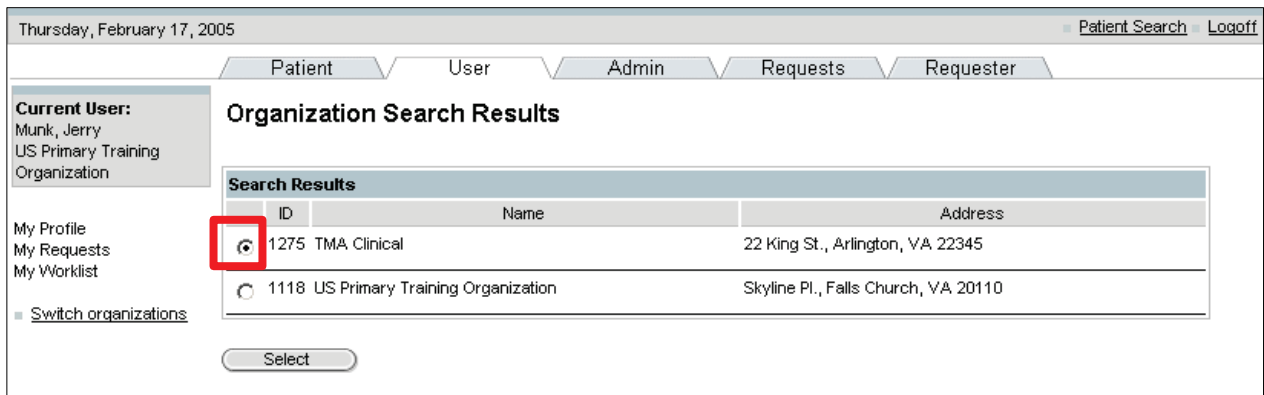 Thursday, February 17, 2005
Patient Search
Logoff
Patient
User
Admin
Requests
Requester
Current User:
Munk, Jerry
US Primary Training
Organization
My Profile
My Requests
My Worklist
Switch organizations
Organization Search Results
Search Results
ID Name Address
1275 TMA Clinical 22 King St., Arlington, VA 22345
1118 US Primary Training Organization Skyline Pl., Falls Church, VA 20110
Select